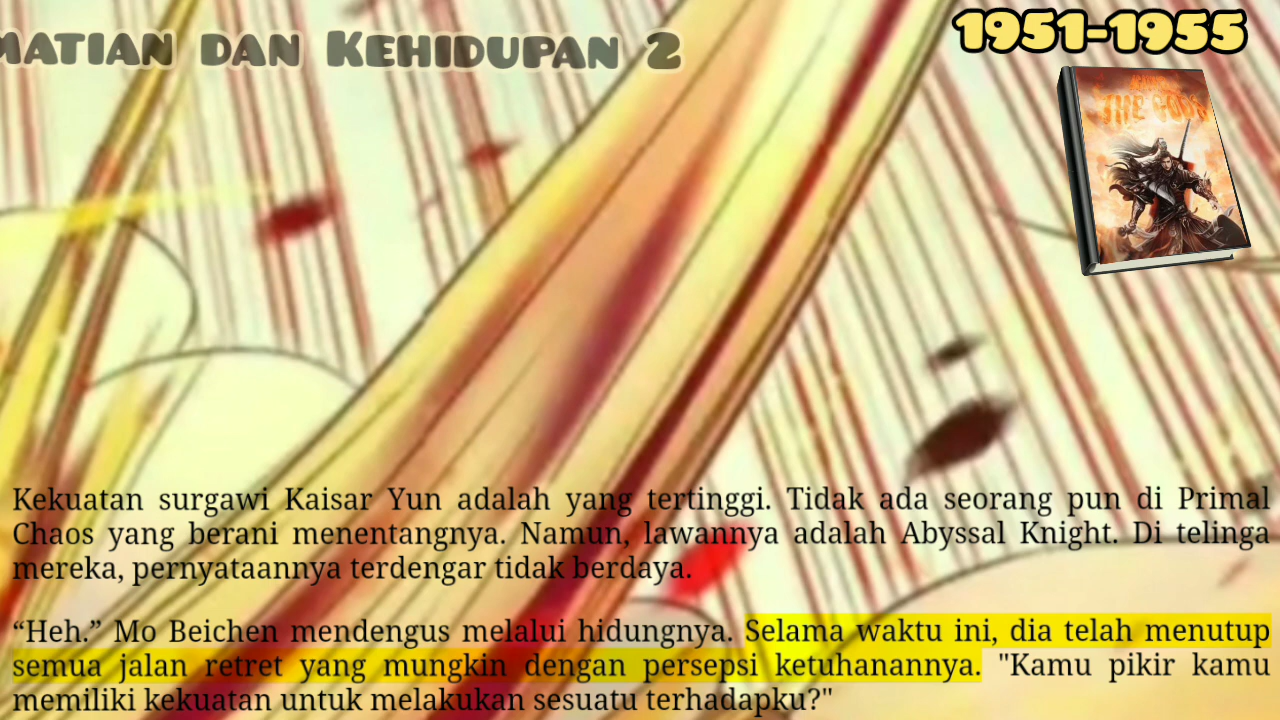 MATIAN DAN KEHIDUPAN 2
1951-1955
AGAINST
THE GODS
Kekuatan surgawi Kaisar Yun adalah yang tertinggi. Tidak ada seorang pun di Primal
Chaos yang berani menentangnya. Namun, lawannya adalah Abyssal Knight. Di telinga
mereka, pernyataannya terdengar tidak berdaya.
“Heh.” Mo Beichen mendengus melalui hidungnya. Selama waktu ini, dia telah menutup
semua jalan retret yang mungkin dengan persepsi ketuhanannya. "Kamu pikir kamu
memiliki kekuatan untuk melakukan sesuatu terhadapku?"